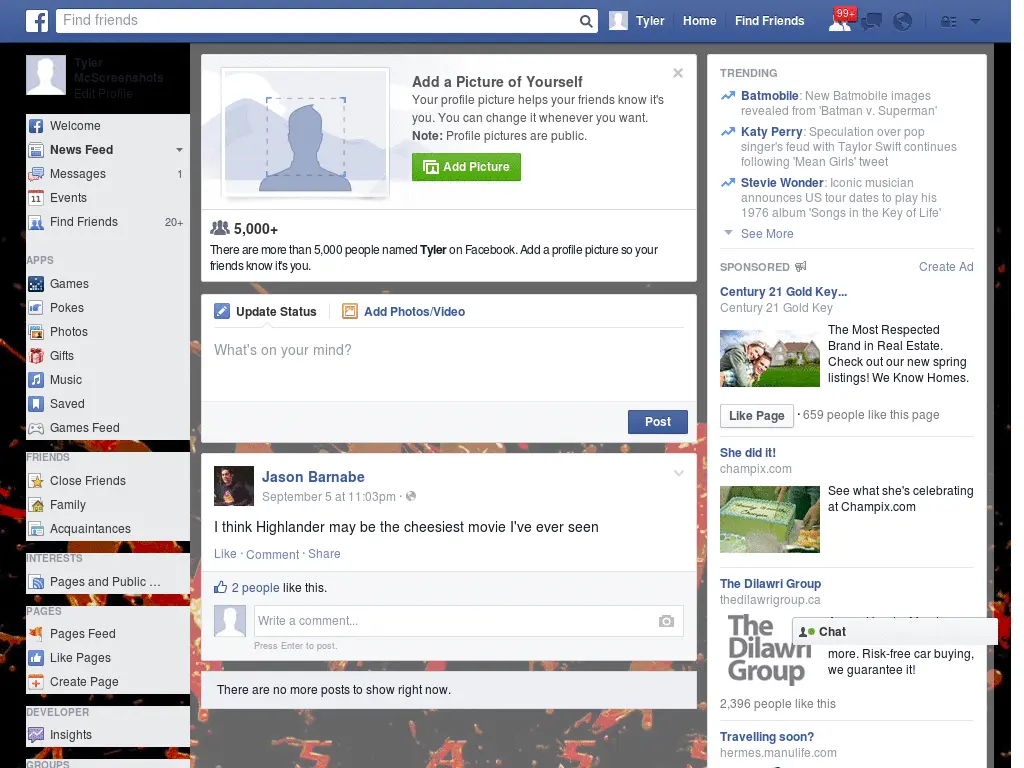 Find friends
Tyler
Home
Find Friends
99+
Tyler
McScreenshots
Edit Profile
Welcome
News Feed
Messages 1
11 Events
Find Friends 20+
APPS
Games
Pokes
Photos
Gifts
Music
Saved
Games Feed
FRIENDS
Close Friends
Family
Acquaintances
INTERESTS
Pages and Public ...
PAGES
Pages Feed
Like Pages
Create Page
DEVELOPER
Insights
GROUPS
Add a Picture of Yourself
Your profile picture helps your friends know it's
you. You can change it whenever you want.
Note: Profile pictures are public.
Add Picture
5,000+
There are more than 5,000 people named Tyler on Facebook. Add a profile picture so your
friends know it's you.
Update Status
Add Photos/Video
What's on your mind?
Post
Jason Barnabe
September 5 at 11:03pm ·
I think Highlander may be the cheesiest movie I've ever seen
Like · Comment · Share
2 people like this.
Write a comment...
Press Enter to post.
There are no more posts to show right now.
TRENDING
Batmobile: New Batmobile images
revealed from 'Batman v. Superman'
Katy Perry: Speculation over pop
singer's feud with Taylor Swift continues
following 'Mean Girls' tweet
Stevie Wonder: Iconic musician
announces US tour dates to play his
1976 album 'Songs in the Key of Life'
See More
SPONSORED
Create Ad
Century 21 Gold Key...
Century 21 Gold Key
The Most Respected
Brand in Real Estate.
Check out our new spring
listings! We Know Homes.
Like Page · 659 people like this page
She did it!
champix.com
See what she's celebrating
at Champix.com
The Dilawri Group
thedilawrigroup.ca
The
Dilawri
Group
Chat
more. Risk-free car buying,
we guarantee it!
2,396 people like this
Travelling soon?
hermes.manulife.com